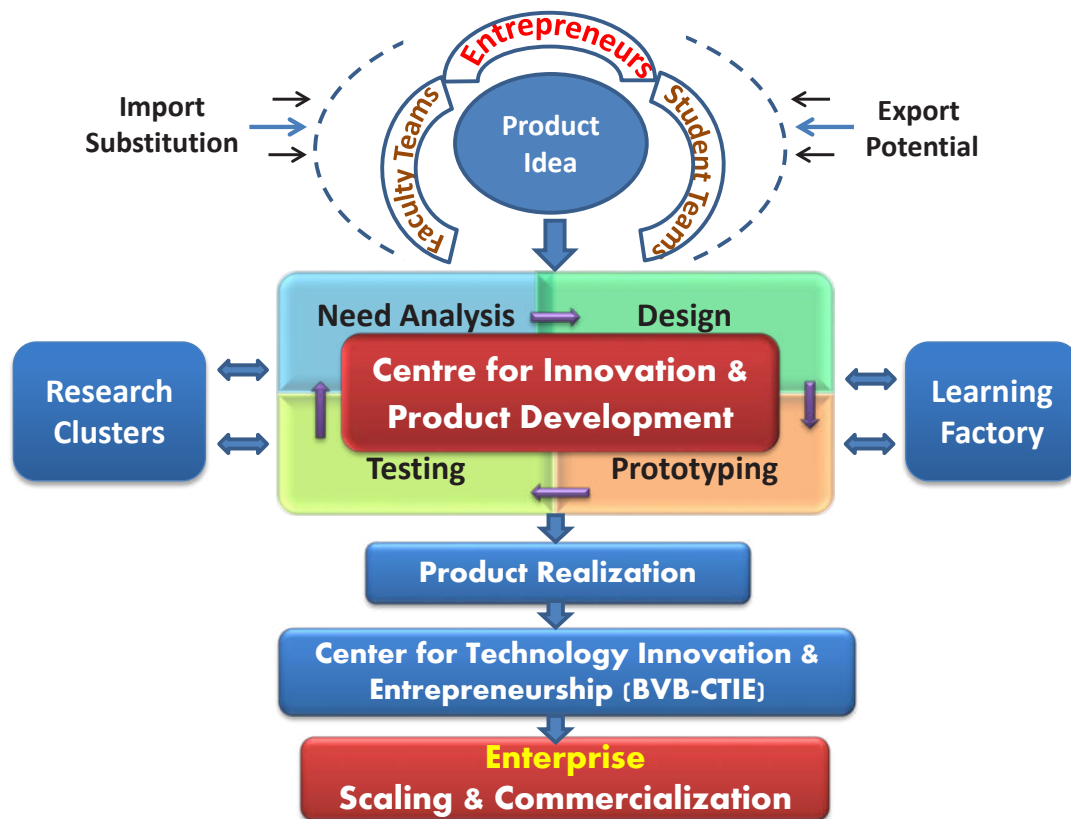 Entrepreneurs
Faculty Teams
Student Teams
Import
Substitution
Product
Idea
Export
Potential
Need Analysis
Design
Research
Clusters
Centre for Innovation &
Product Development
Learning
Factory
Testing
Prototyping
Product Realization
Center for Technology Innovation &
Entrepreneurship (BVB-CTIE)
Enterprise
Scaling & Commercialization